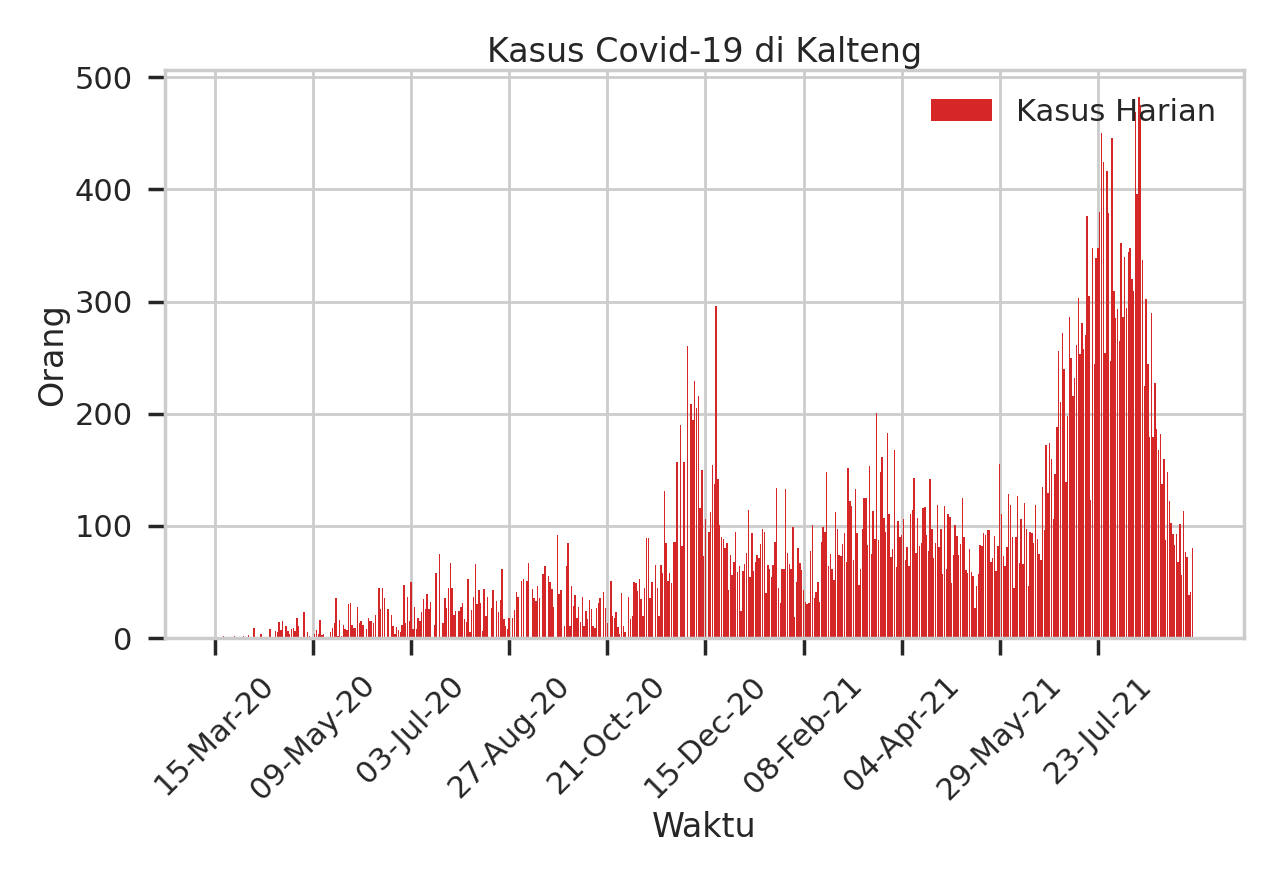 Kasus Covid-19 di Kalteng
Kasus Harian
Orang
500
400
300
200
100
0
15-Mar-20
09-May-20
03-Jul-20
27-Aug-20
21-Oct-20
15-Dec-20
08-Feb-21
04-Apr-21
29-May-21
23-Jul-21
Waktu